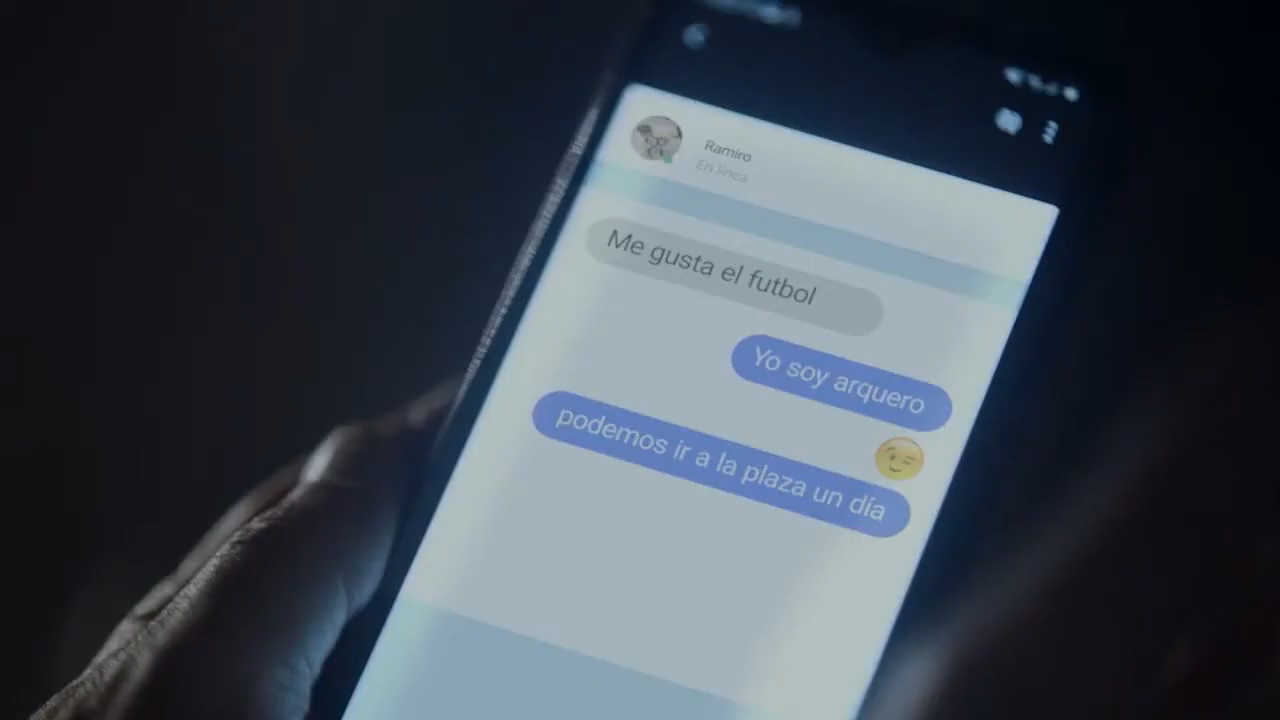 Ramiro
En línea
Me gusta el futbol
Yo soy arquero
podemos ir a la plaza un día